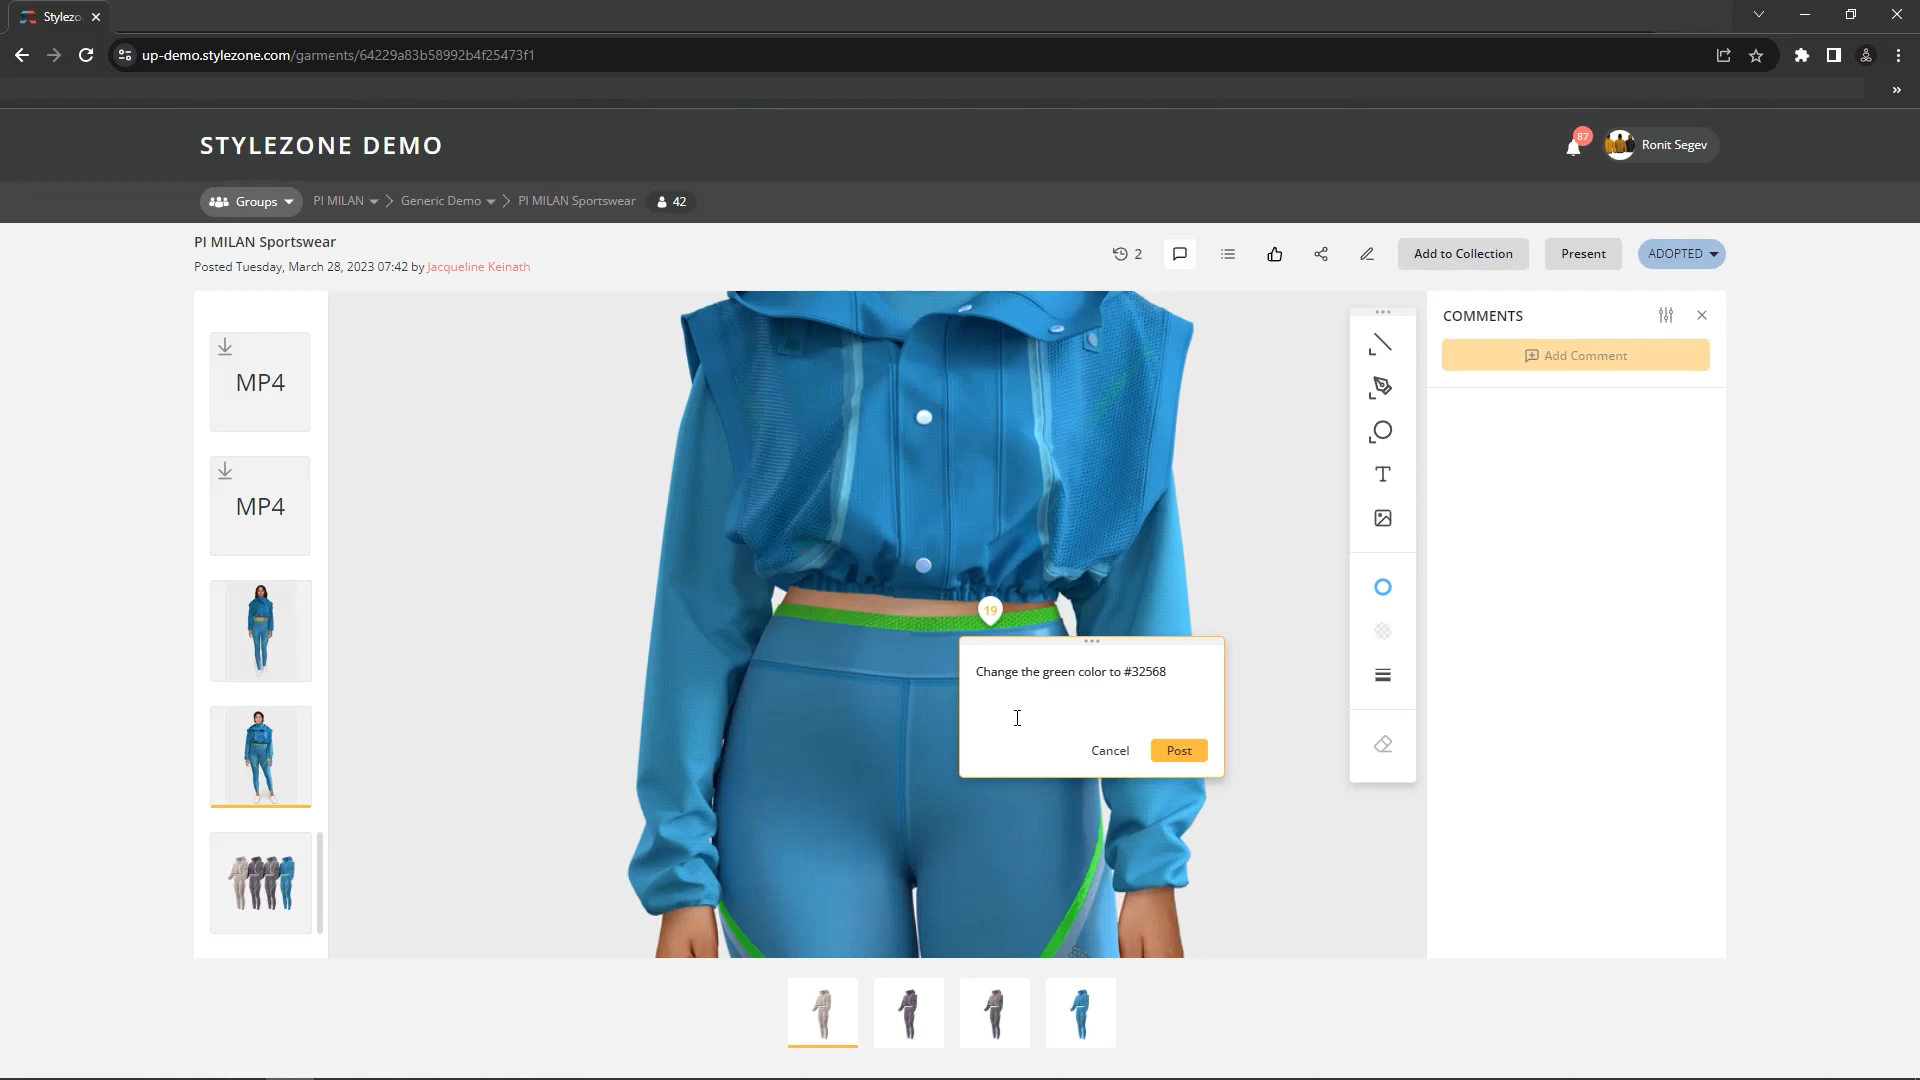 Stylezo
up-demo.stylezone.com/garments/64229a83b58992b4f25473f1
STYLEZONE DEMO
87
Ronit Segev
Groups
PI MILAN
Generic Demo
PI MILAN Sportswear
42
PI MILAN Sportswear
Posted Tuesday, March 28, 2023 07:42 by Jacqueline Keinath
2
Add to Collection
Present
ADOPTED
MP4
MP4
COMMENTS
Add Comment
T
19
Change the green color to #32568
Cancel
Post